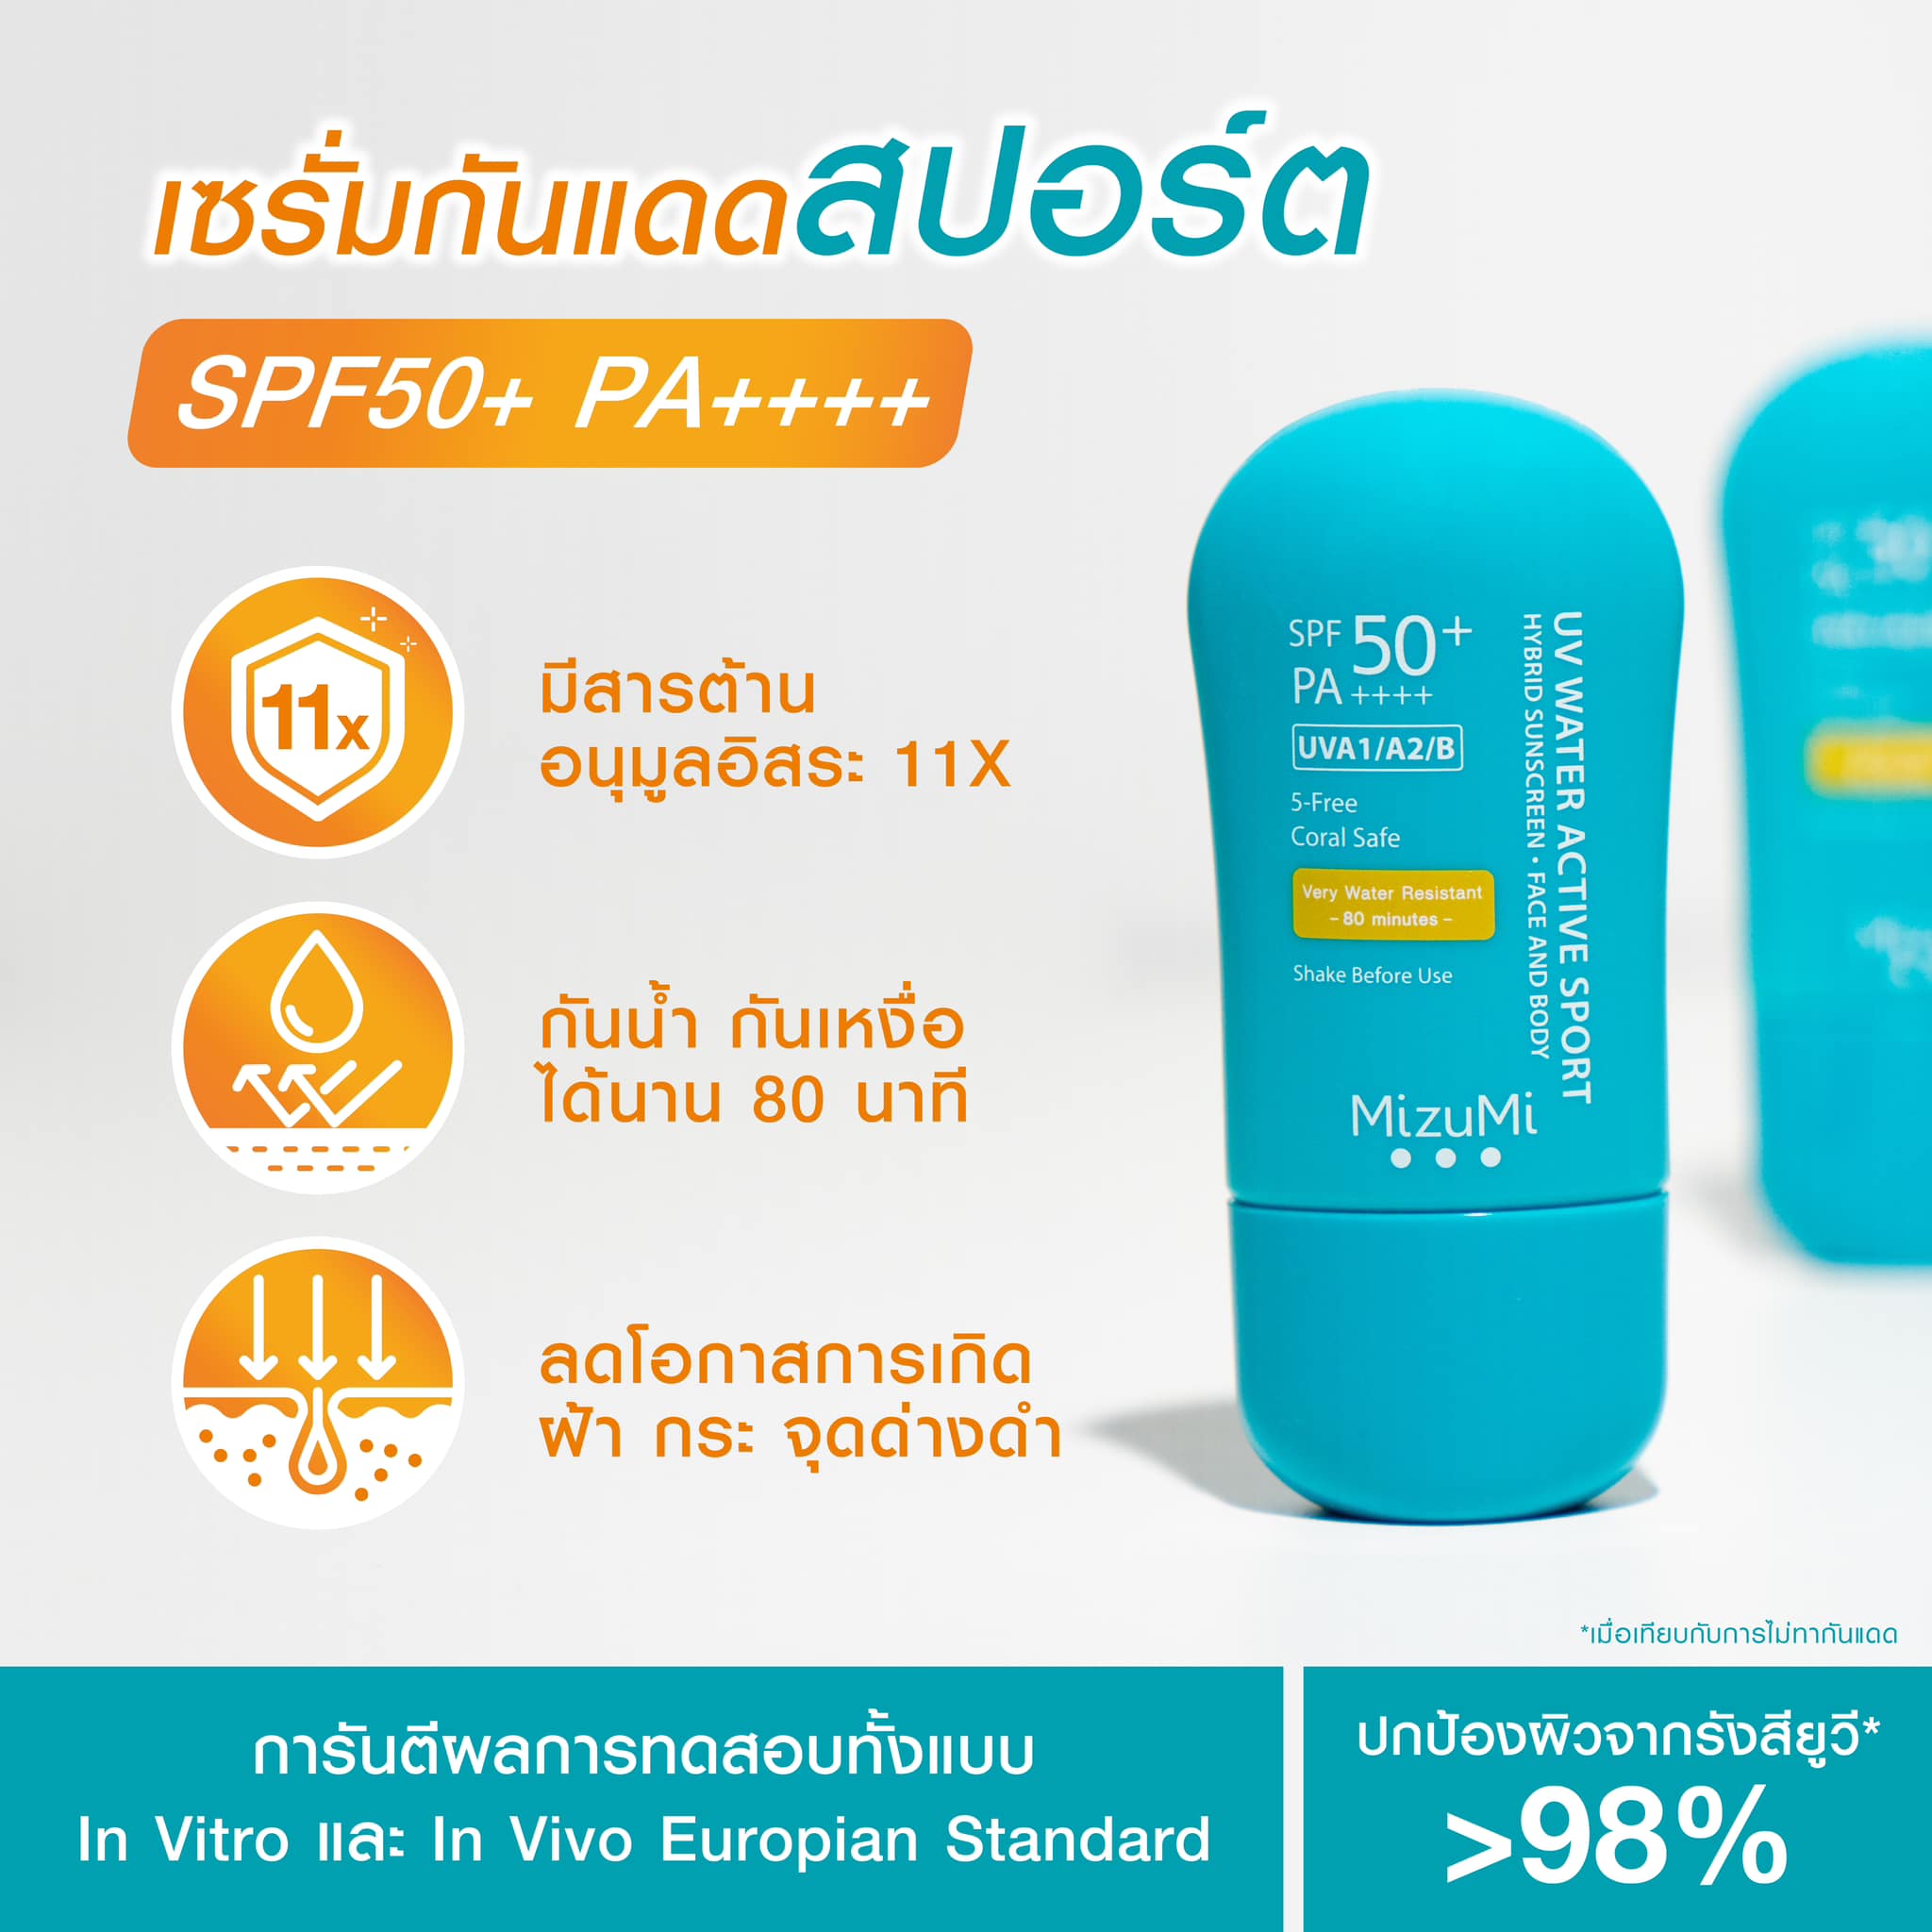 เซรั่มกันแดดสปอร์ต
SPF50+ PA++++
11x
มีสารต้าน
อนุมูลอิสระ 11X
กันน้ำ กันเหงื่อ
ได้นาน 80 นาที
ลดโอกาสการเกิด
ฝ้า กระ จุดด่างดำ
SPF 50+
PA ++++
UVA1/A2/B
5-Free
Coral Safe
Very Water Resistant
- 80 minutes -
Shake Before Use
UV WATER ACTIVE SPORT
HYBRID SUNSCREEN • FACE AND BODY
MizuMi
*เมื่อเทียบกับการไม่ทากันแดด
การันตีผลการทดสอบทั้งแบบ
In Vitro และ In Vivo Europian Standard
ปกป้องผิวจากรังสียูวี*
>98%